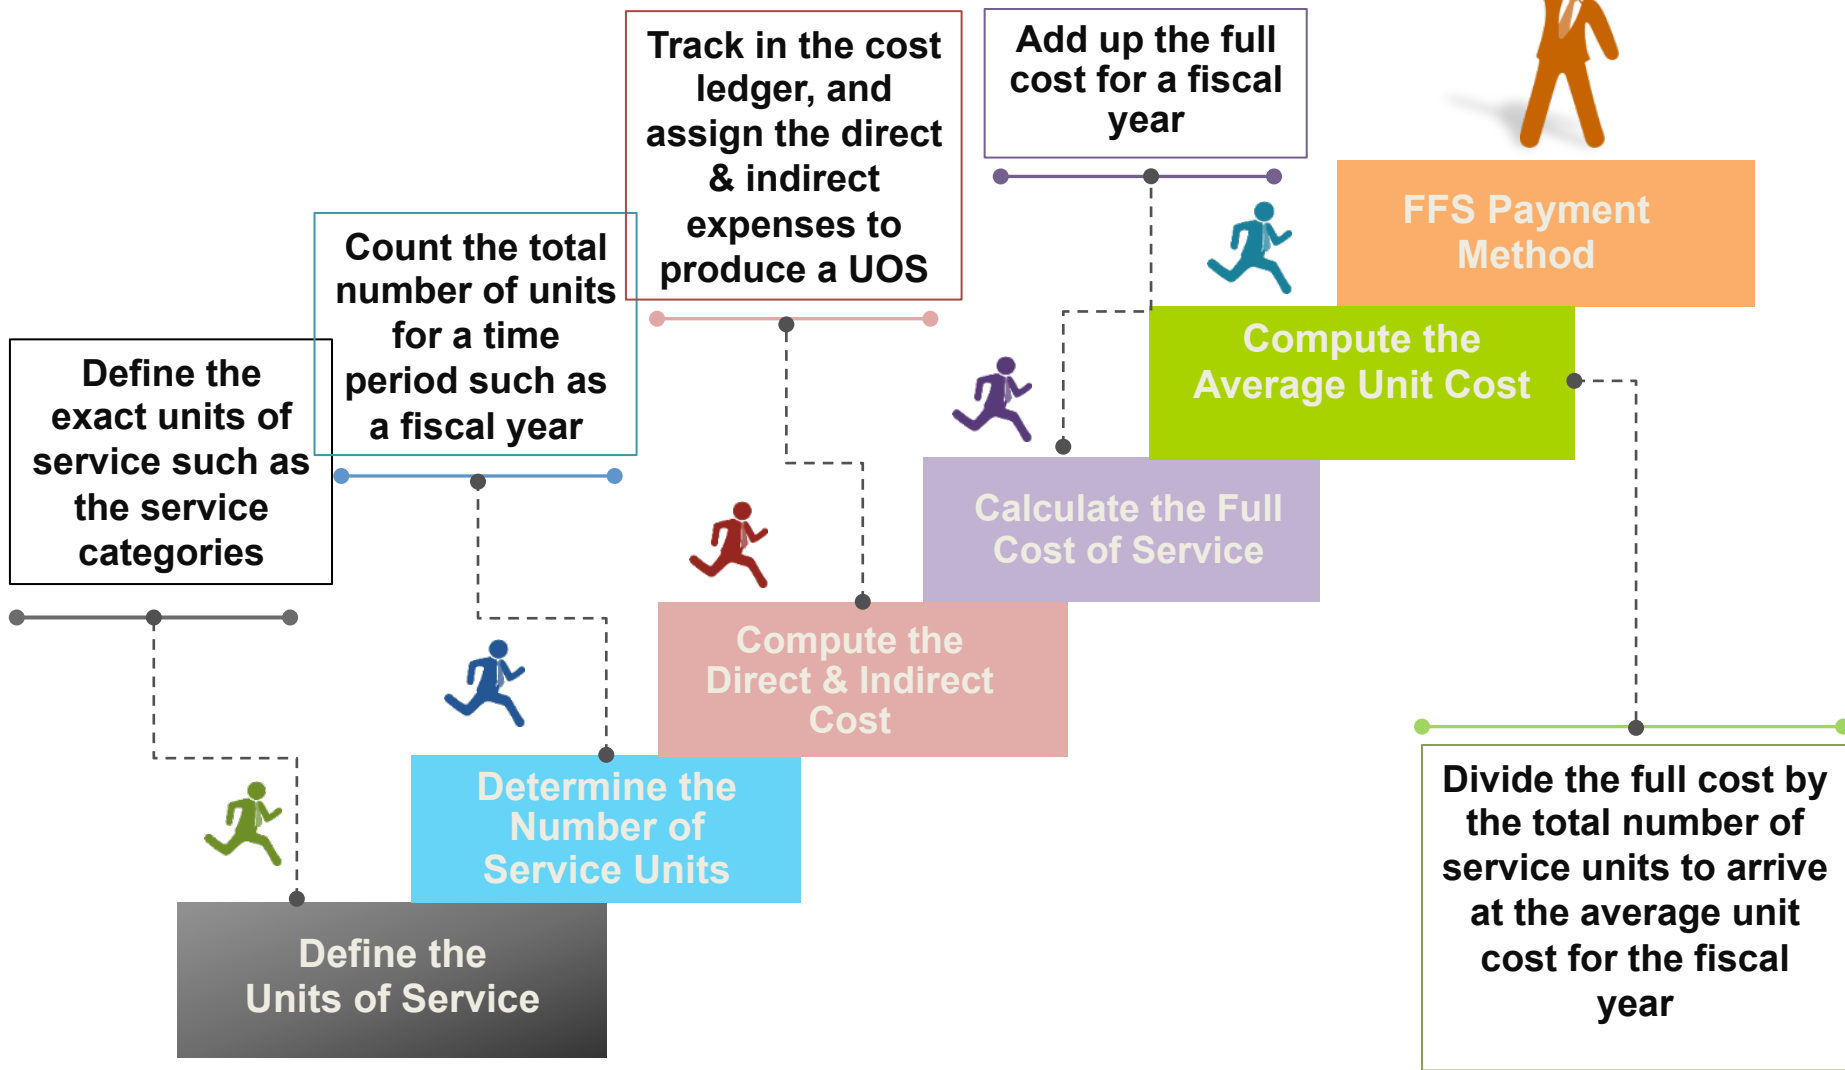 Define the
exact units of
service such as
the service
categories
Count the total
number of units
for a time
period such as
a fiscal year
Track in the cost
ledger, and
assign the direct
& indirect
expenses to
produce a UOS
Add up the full
cost for a fiscal
year
FFS Payment
Method
Compute the
Average Unit Cost
Calculate the Full
Cost of Service
Compute the
Direct & Indirect
Cost
Determine the
Number of
Service Units
Define the
Units of Service
Divide the full cost by
the total number of
service units to arrive
at the average unit
cost for the fiscal
year